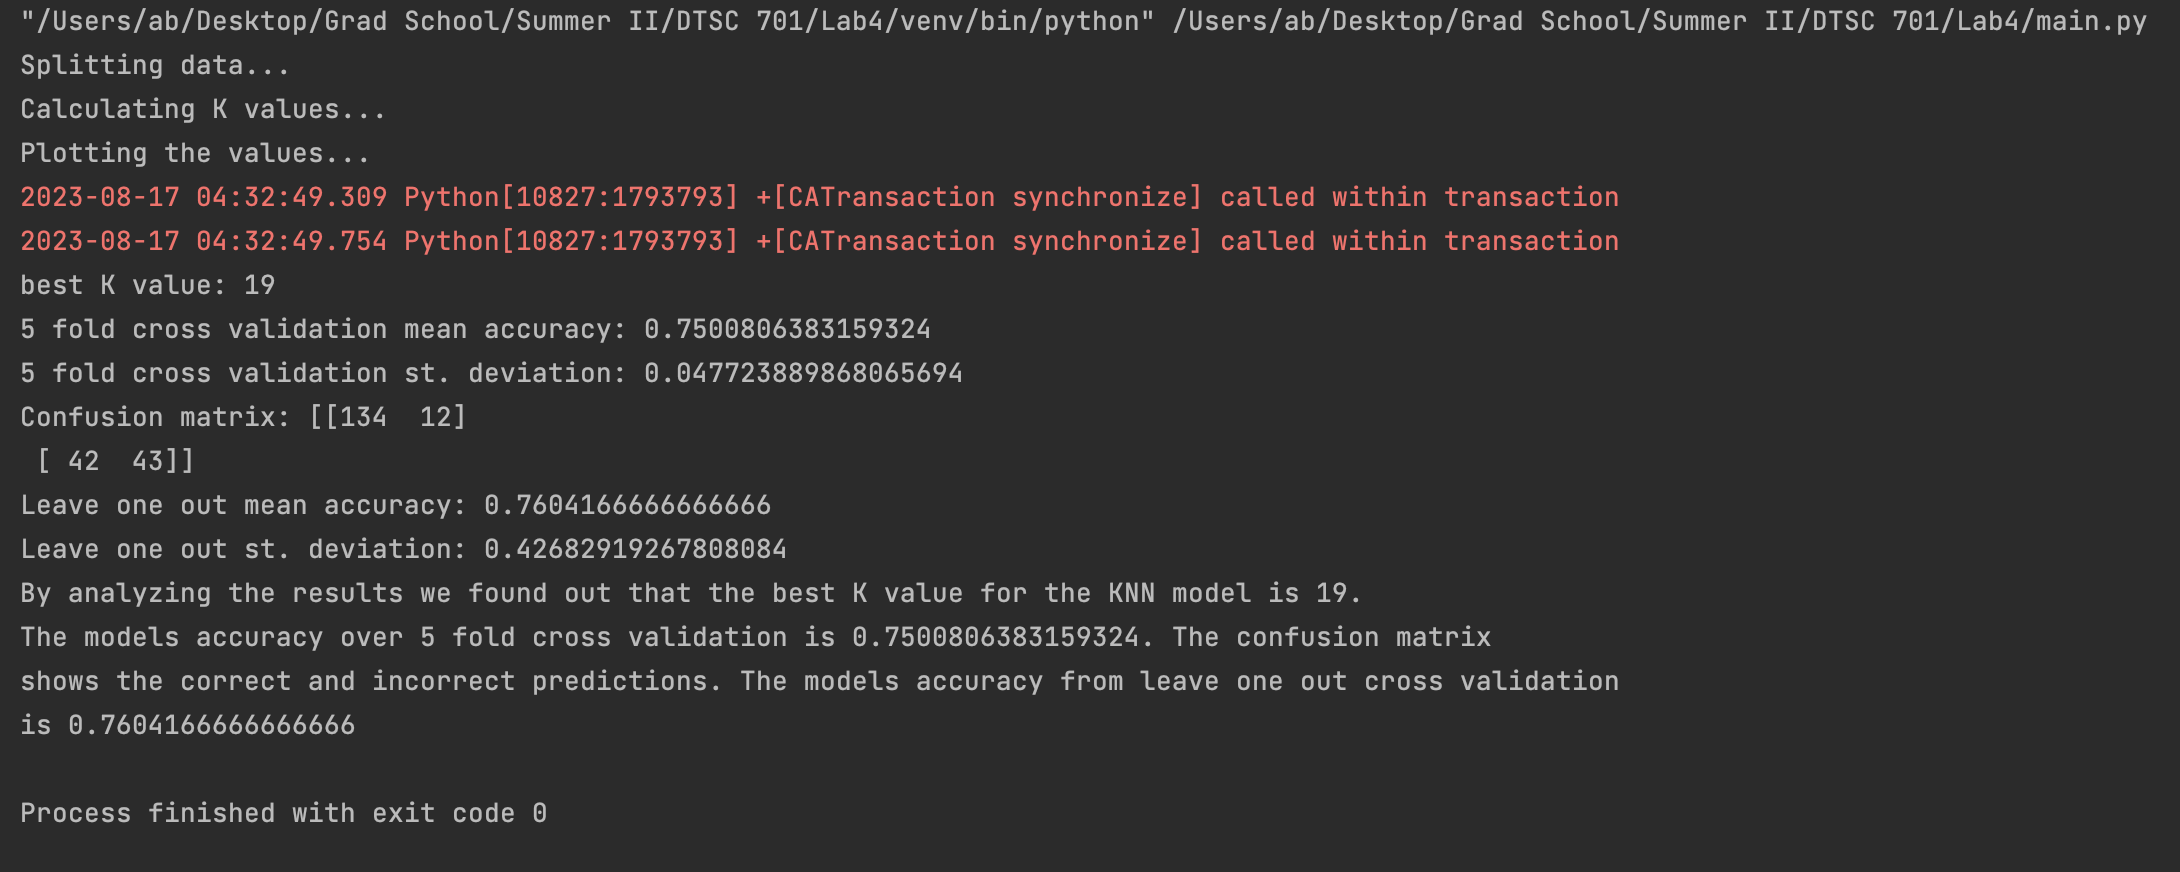 "/Users/ab/Desktop/Grad School/Summer II/DTSC 701/Lab4/venv/bin/python" /Users/ab/Desktop/Grad School/Summer II/DTSC 701/Lab4/main.py
Splitting data...
Calculating K values...
Plotting the values...
2023-08-17 04:32:49.309 Python[10827:1793793] +[CATransaction synchronize] called within transaction
2023-08-17 04:32:49.754 Python[10827:1793793] +[CATransaction synchronize] called within transaction
best K value: 19
5 fold cross validation mean accuracy: 0.7500806383159324
5 fold cross validation st. deviation: 0.047723889868065694
Confusion matrix: [[134  12]
 [ 42  43]]
Leave one out mean accuracy: 0.7604166666666666
Leave one out st. deviation: 0.42682919267808084
By analyzing the results we found out that the best K value for the KNN model is 19.
The models accuracy over 5 fold cross validation is 0.7500806383159324. The confusion matrix
shows the correct and incorrect predictions. The models accuracy from leave one out cross validation
is 0.7604166666666666
Process finished with exit code 0